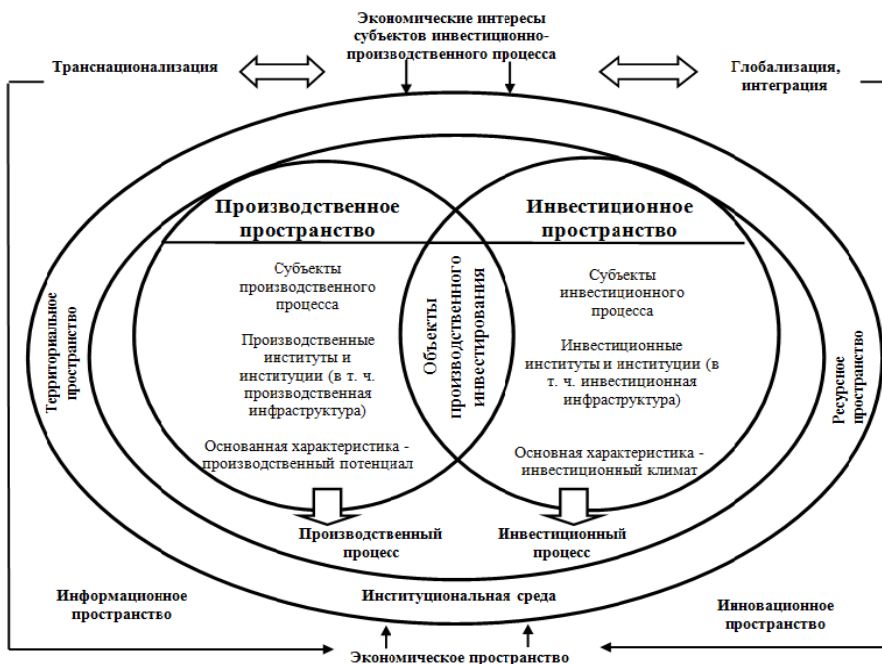 Экономические интересы
субъектов инвестиционно-
производственного процесса
Транснационализация
Глобализация,
интеграция
Производственное
пространство
Инвестиционное
пространство
Субъекты
производственного
процесса
Производственные
институты и
институции (в т. ч.
производственная
инфраструктура)
Основанная характеристика -
производственный потенциал
Объекты
производственного
инвестирования
Субъекты
инвестиционного
процесса
Инвестиционные
институты и институции (в
т. ч. инвестиционная
инфраструктура)
Основная характеристика -
инвестиционный климат
Территориальное
пространство
Ресурсное
пространство
Производственный
процесс
Инвестиционный
процесс
Информационное
пространство
Институциональная среда
Инновационное
пространство
Экономическое пространство